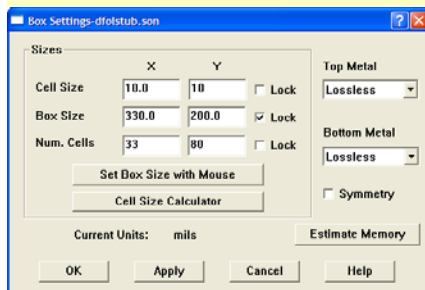 Box Settings-dfolstub.son
Sizes
X Y
Cell Size 10.0 10 Lock
Box Size 330.0 200.0 Lock
Num. Cells 33 80 Lock
Set Box Size with Mouse
Cell Size Calculator
Top Metal
Lossless
Bottom Metal
Lossless
Symmetry
Current Units: mils
Estimate Memory
OK Apply Cancel Help